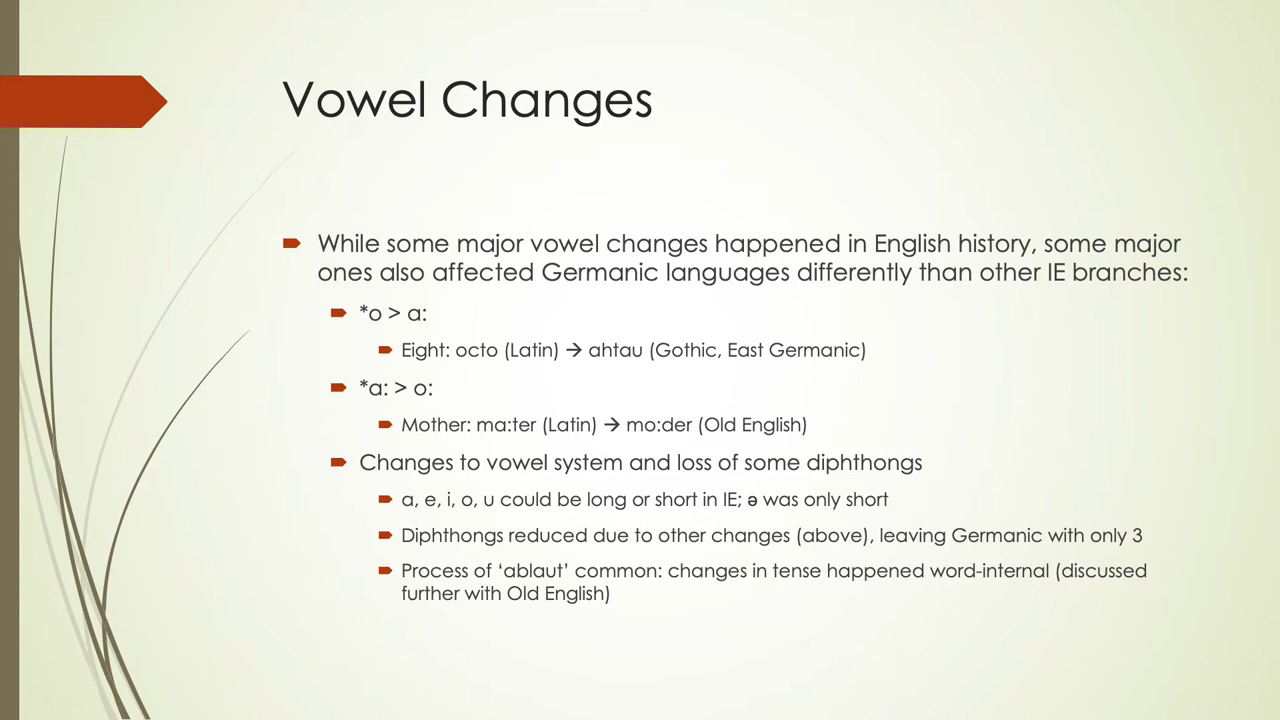 Vowel Changes
While some major vowel changes happened in English history, some major
ones also affected Germanic languages differently than other IE branches:
*o > a:
Eight: octo (Latin) → ahtau (Gothic, East Germanic)
*a: > o:
Mother: ma:ter (Latin) → mo:der (Old English)
Changes to vowel system and loss of some diphthongs
a, e, i, o, u could be long or short in IE; ə was only short
Diphthongs reduced due to other changes (above), leaving Germanic with only 3
Process of ‘ablaut’ common: changes in tense happened word-internal (discussed
further with Old English)